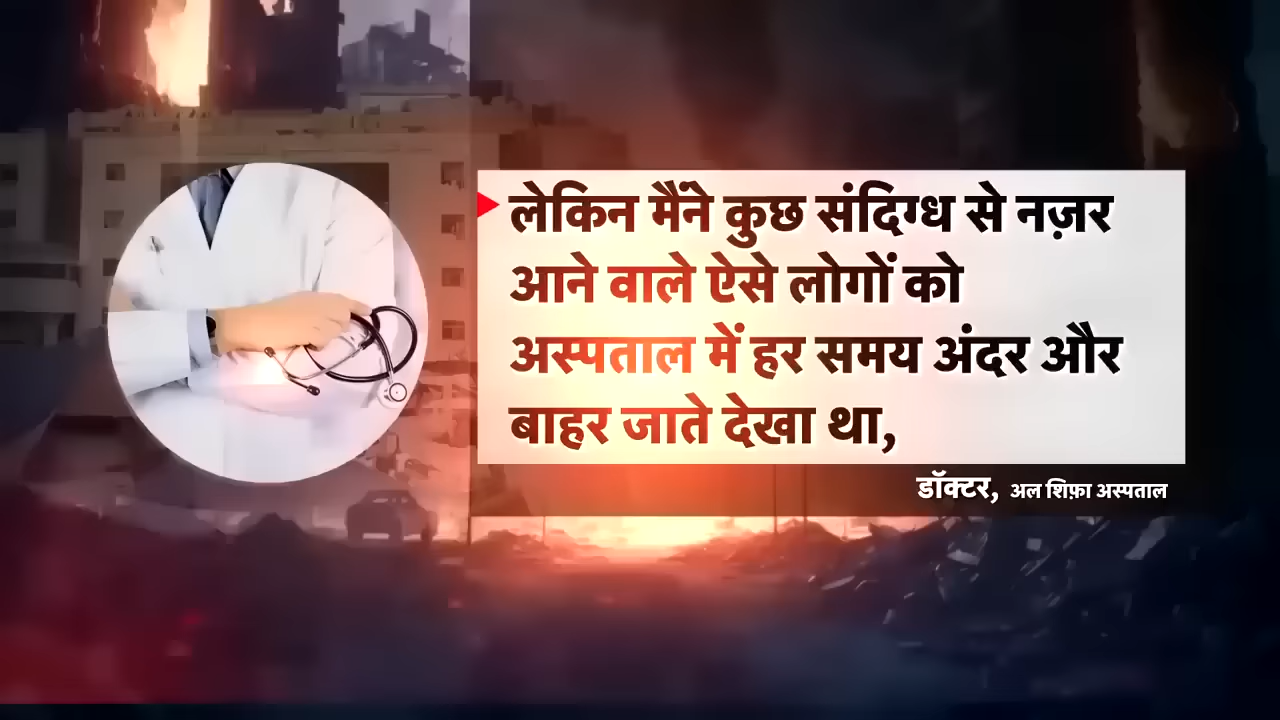 लेकिन मैंने कुछ संदिग्ध से नज़र
आने वाले ऐसे लोगों को
अस्पताल में हर समय अंदर और
बाहर जाते देखा था,
डॉक्टर, अल शिफ़ा अस्पताल